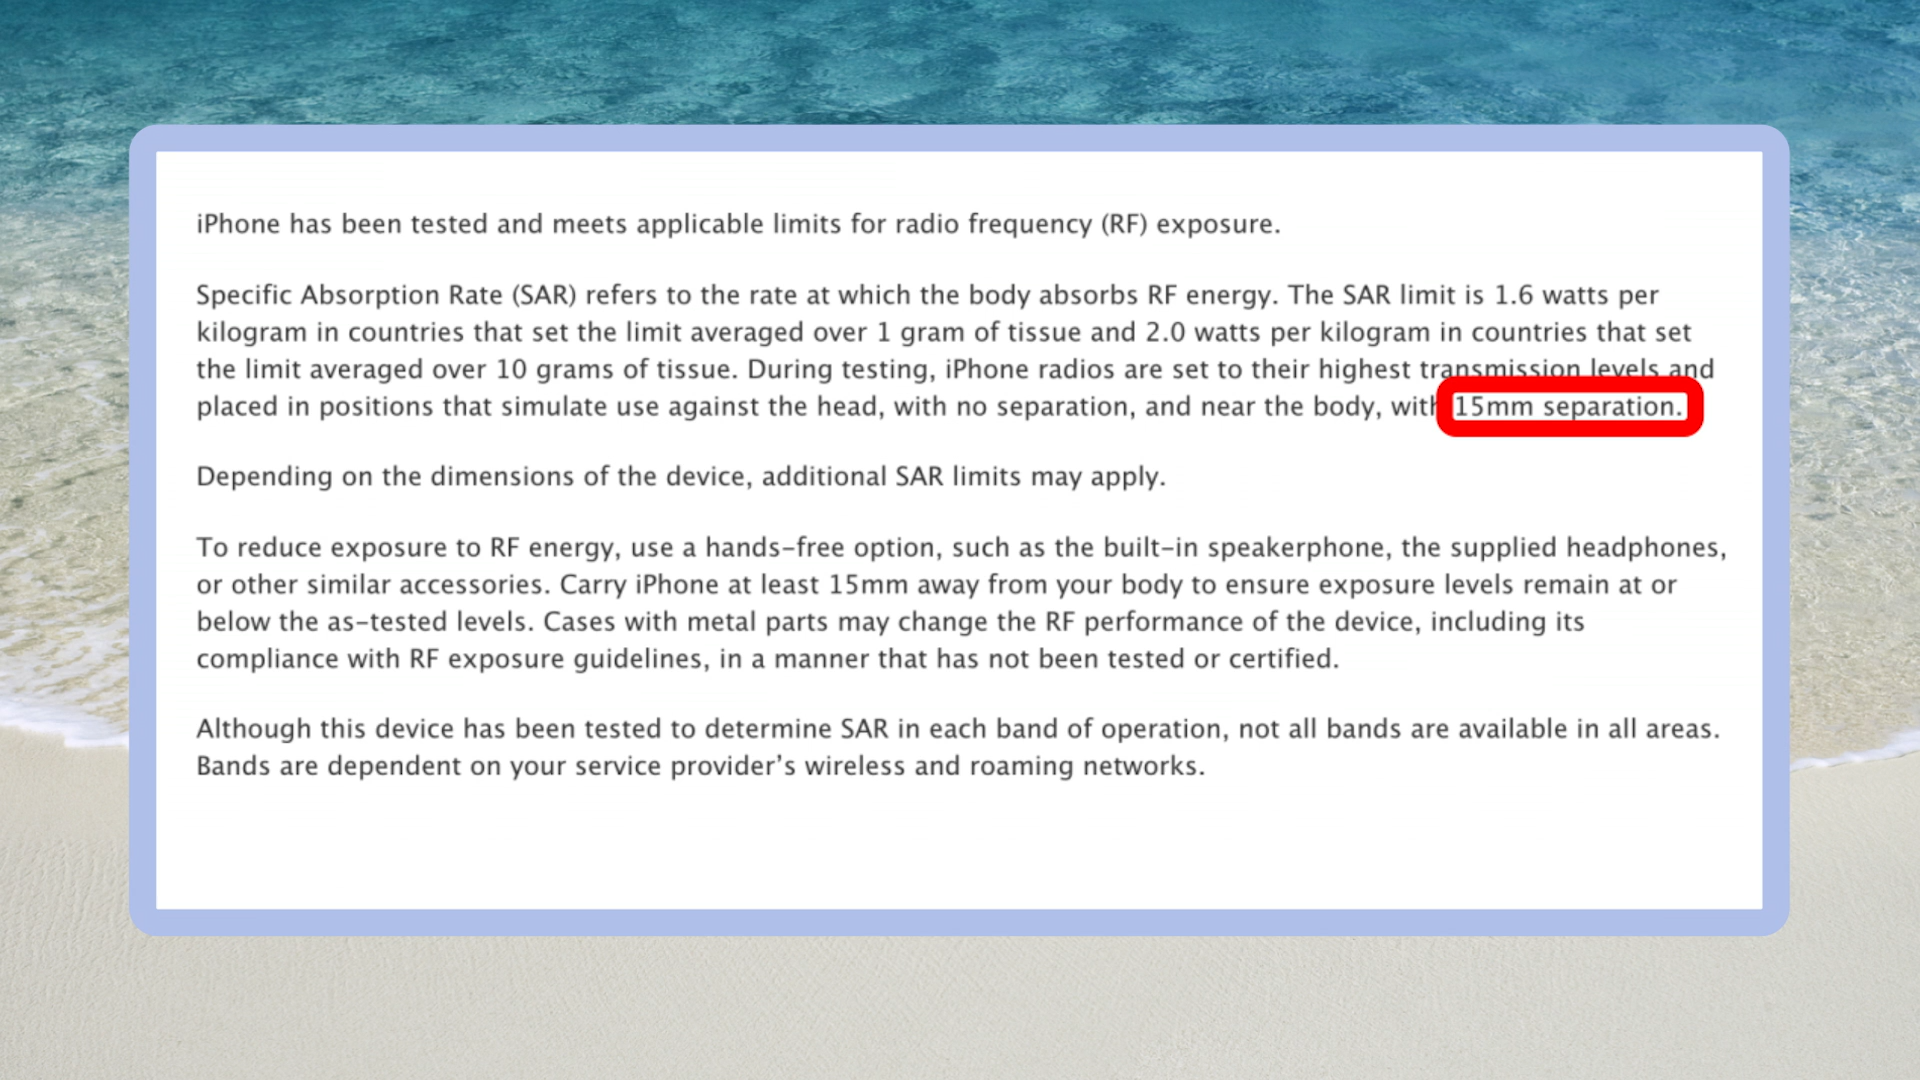 iPhone has been tested and meets applicable limits for radio frequency (RF) exposure.
Specific Absorption Rate (SAR) refers to the rate at which the body absorbs RF energy. The SAR limit is 1.6 watts per
kilogram in countries that set the limit averaged over 1 gram of tissue and 2.0 watts per kilogram in countries that set
the limit averaged over 10 grams of tissue. During testing, iPhone radios are set to their highest transmission levels and
placed in positions that simulate use against the head, with no separation, and near the body, with 15mm separation.
Depending on the dimensions of the device, additional SAR limits may apply.
To reduce exposure to RF energy, use a hands-free option, such as the built-in speakerphone, the supplied headphones,
or other similar accessories. Carry iPhone at least 15mm away from your body to ensure exposure levels remain at or
below the as-tested levels. Cases with metal parts may change the RF performance of the device, including its
compliance with RF exposure guidelines, in a manner that has not been tested or certified.
Although this device has been tested to determine SAR in each band of operation, not all bands are available in all areas.
Bands are dependent on your service provider’s wireless and roaming networks.